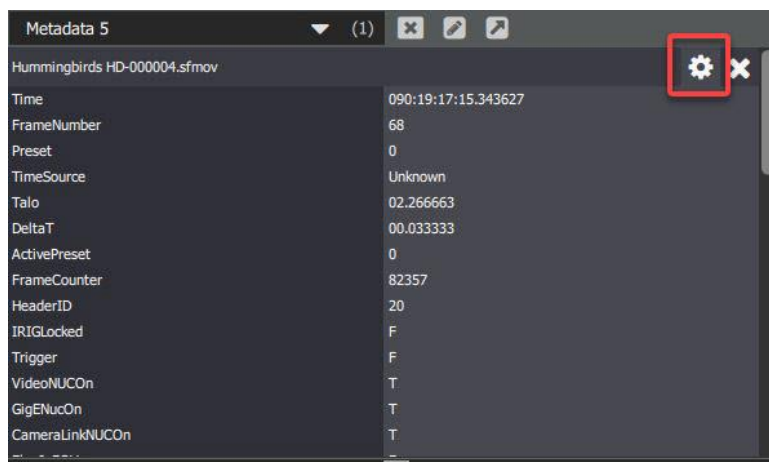 Metadata 5 (1)
Hummingbirds HD-000004.sfmov
Time 090:19:17:15.343627
FrameNumber 68
Preset 0
TimeSource Unknown
Talo 02.266663
DeltaT 00.033333
ActivePreset 0
FrameCounter 82357
HeaderID 20
IRIGLocked F
Trigger F
VideoNUCOn T
GigENucOn T
CameraLinkNUCOn T